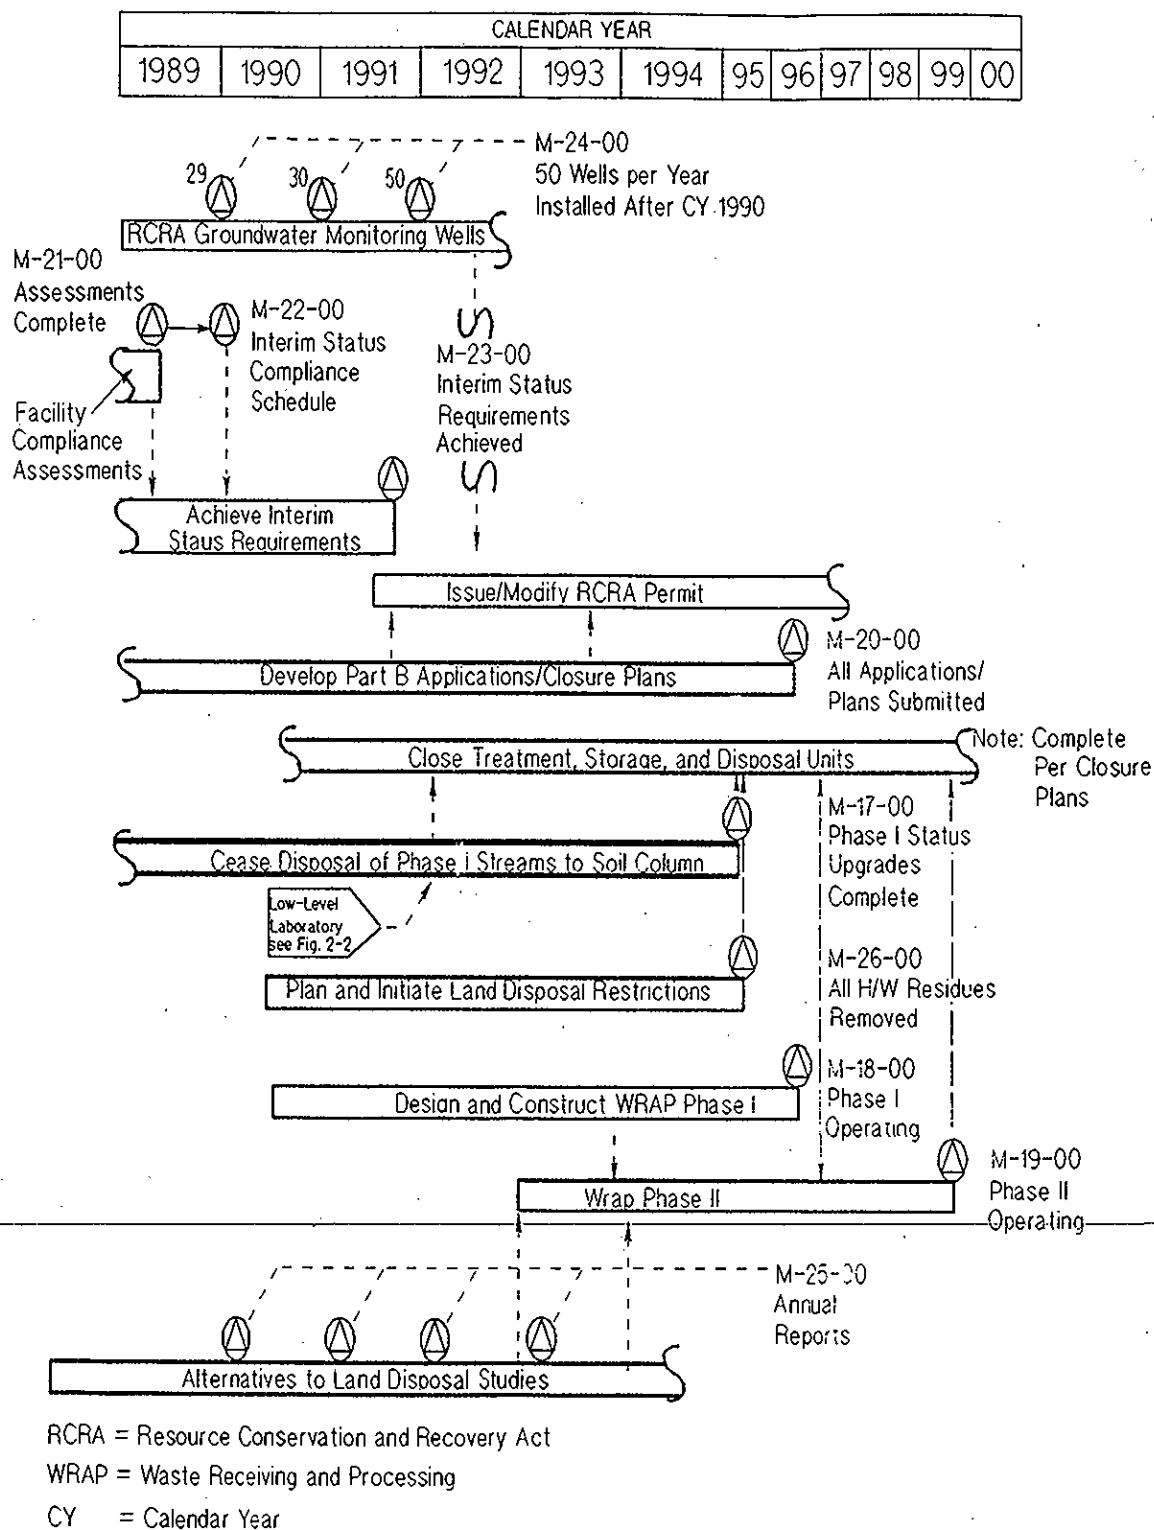 CALENDAR YEAR
1989 1990 1991 1992 1993 1994 95 96 97 98 99 00
M-24-00
50 Wells per Year
Installed After CY 1990
29 30 50
RCRA Groundwater Monitoring Wells
M-21-00
Assessments
Complete
M-22-00
Interim Status
Compliance
Schedule
M-23-00
Interim Status
Requirements
Achieved
Facility
Compliance
Assessments
Achieve Interim
Staus Requirements
Issue/Modify RCRA Permit
M-20-00
All Applications/
Plans Submitted
Develop Part B Applications/Closure Plans
Note: Complete
Per Closure
Plans
Close Treatment, Storage, and Disposal Units
M-17-00
Phase I Status
Upgrades
Complete
Cease Disposal of Phase I Streams to Soil Column
Low-Level
Laboratory
see Fig. 2-2
M-26-00
All H/W Residues
Removed
Plan and Initiate Land Disposal Restrictions
M-18-00
Phase I
Operating
Design and Construct WRAP Phase I
M-19-00
Phase II
Operating
Wrap Phase II
M-25-00
Annual
Reports
Alternatives to Land Disposal Studies
RCRA = Resource Conservation and Recovery Act
WRAP = Waste Receiving and Processing
CY = Calendar Year